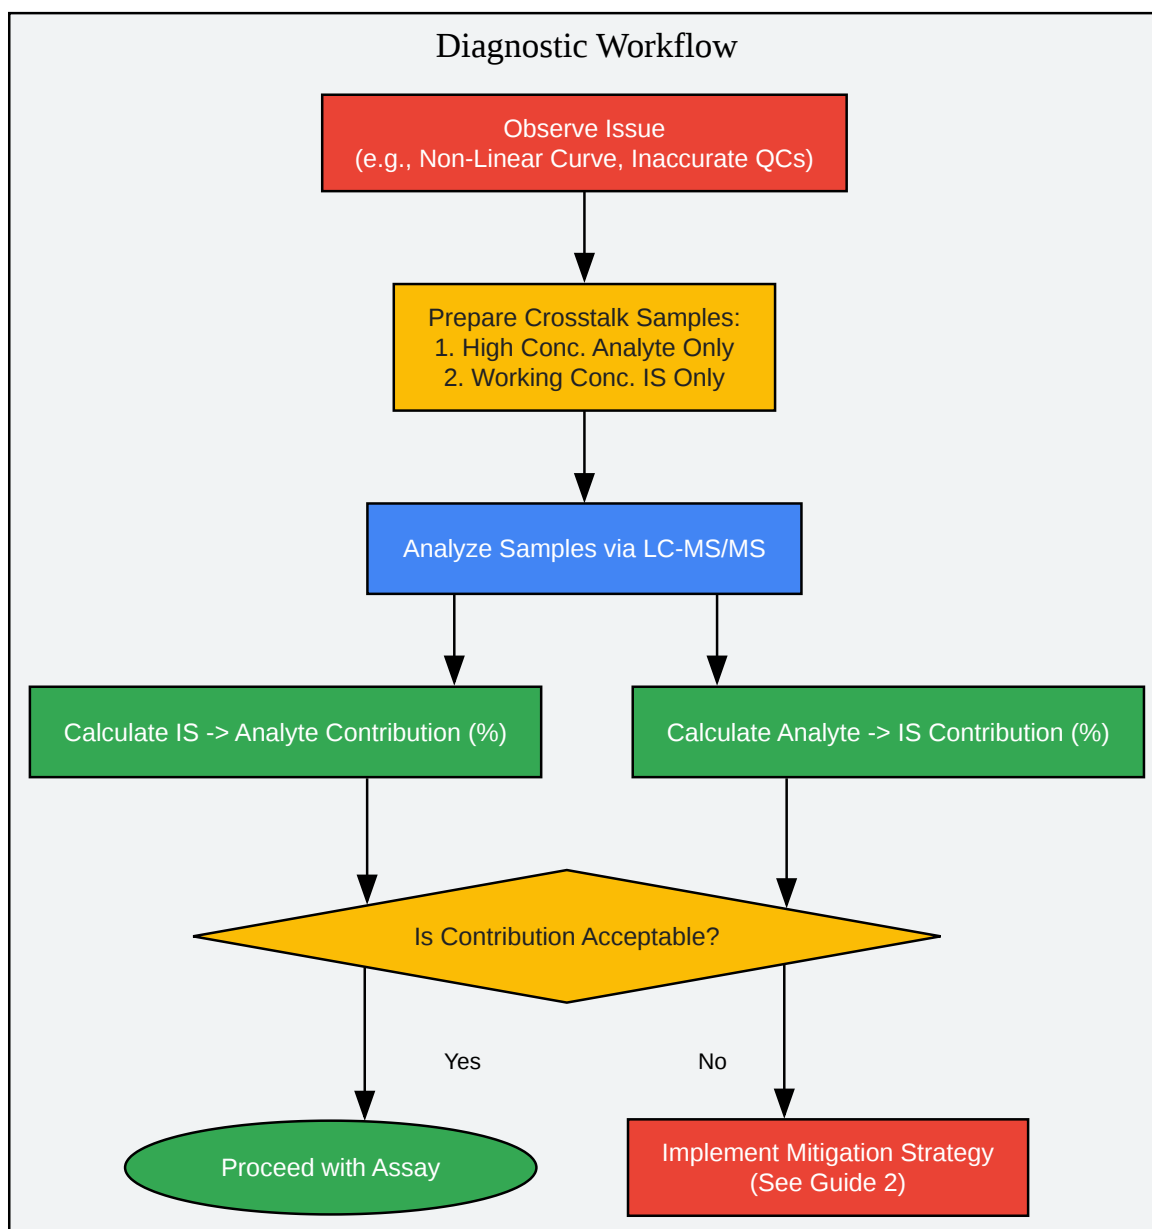 Diagnostic Workflow
Observe Issue
(e.g., Non-Linear Curve, Inaccurate QCs)
Prepare Crosstalk Samples:
1. High Conc. Analyte Only
2. Working Conc. IS Only
Analyze Samples via LC-MS/MS
Calculate IS -> Analyte Contribution (%)
Calculate Analyte -> IS Contribution (%)
Is Contribution Acceptable?
Yes
No
Proceed with Assay
Implement Mitigation Strategy
(See Guide 2)